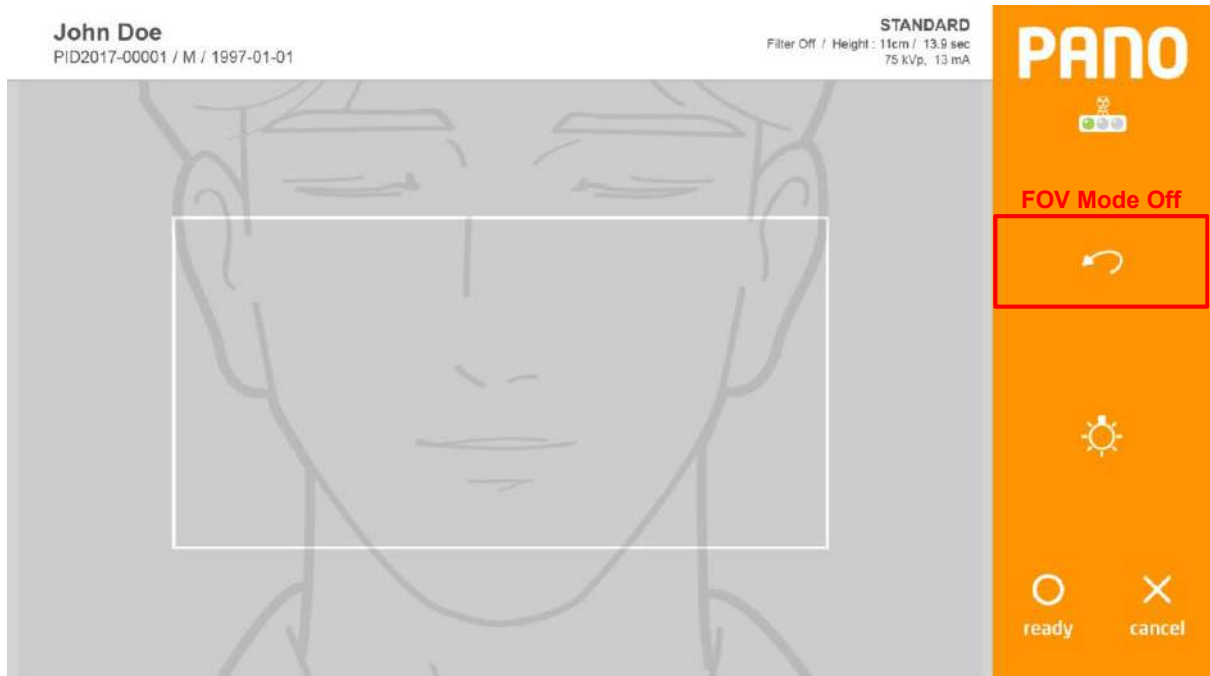 John Doe
PID2017-00001 / M / 1997-01-01
STANDARD
Filter Off / Height : 11cm / 13.9 sec
75 kVp, 13 mA
PANO
FOV Mode Off
ready
cancel